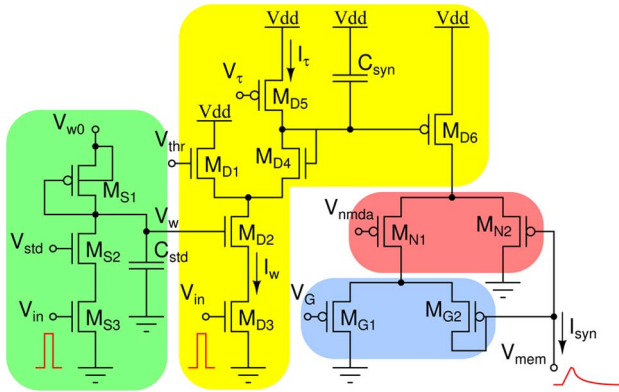 Vdd
Vdd
Vdd
Iτ
Csyn
Vτ
MD5
Vdd
Vw0
Vthr
MD1
MD4
MD6
MS1
Vw
Vnmda
MN1
MN2
MD2
Vstd
MS2
Cstd
Iw
VG
Vin
MS3
Vin
MD3
MG1
MG2
Isyn
Vmem